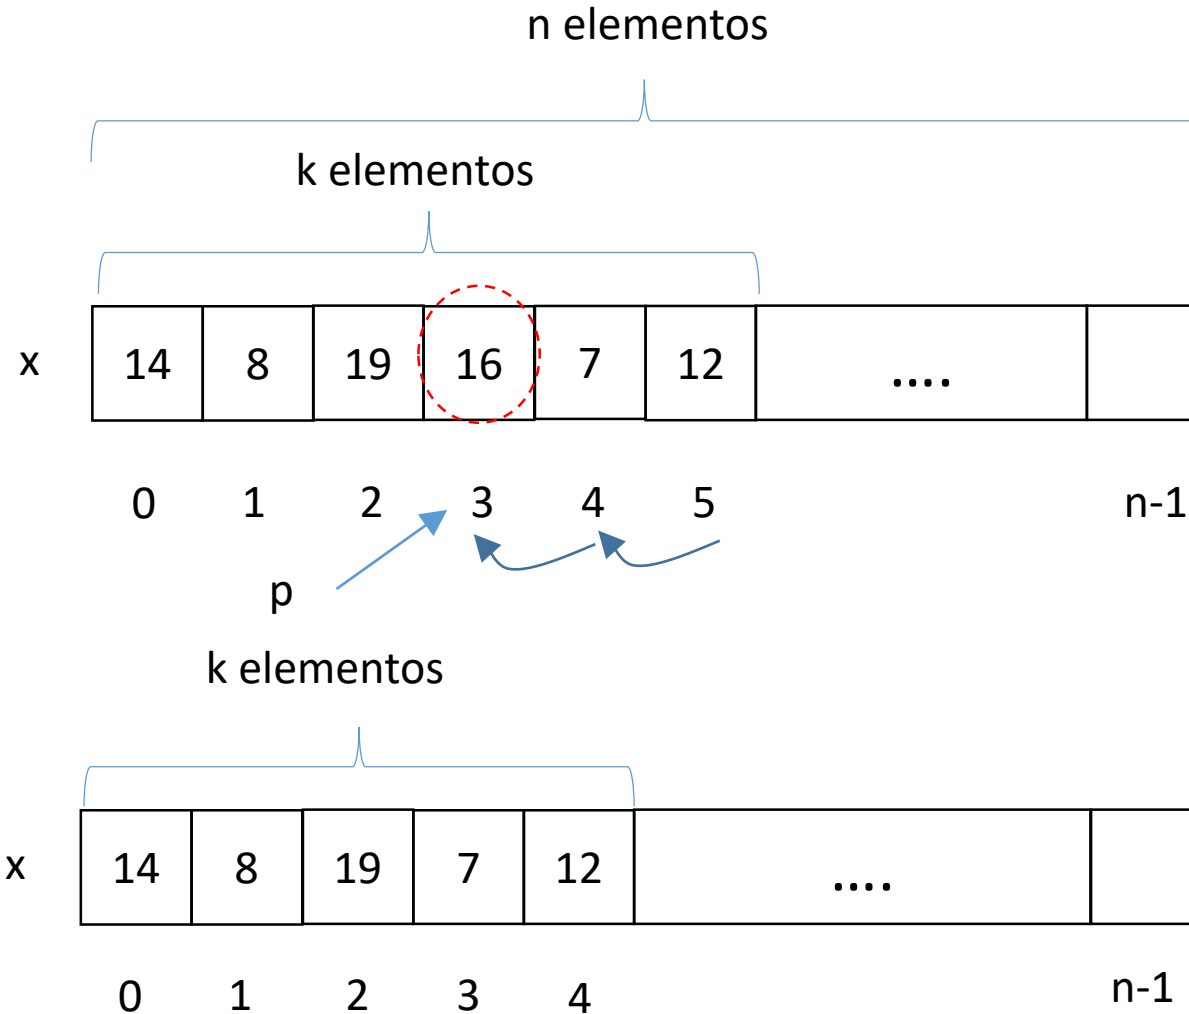 n elementos
k elementos
x 14 8 19 16 7 12 ....
0 1 2 3 4 5 n-1
p
k elementos
x 14 8 19 7 12 ....
0 1 2 3 4 n-1